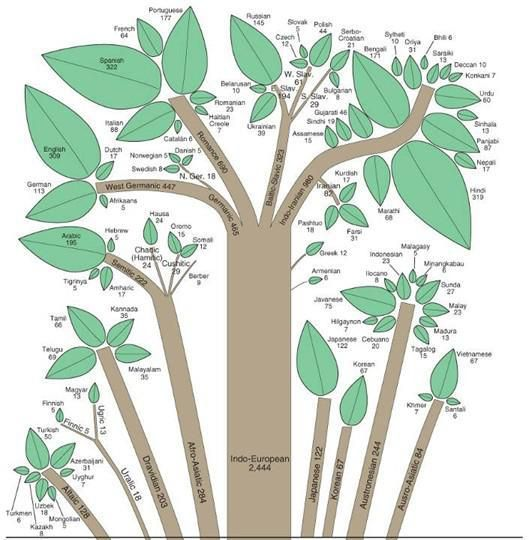 Portuguese
177
French
64
Spanish
322
Italian
88
Catalan 6
Romanian
23
Haitian
Creole
7
Romance 690
Russian
145
Slovak
5
Czech
12
Polish
44
Serbo-
Croatian
21
Belarusian
10
W. Slav.
61
E. Slav.
194
S. Slav.
29
Bulgarian
8
Ukrainian
39
Baltic-Slavic 323
Bengali
171
Sylheti
10
Oriya
31
Bhili 6
Saraiki
13
Deccan 10
Konkani 7
Urdu
60
Sinhala
13
Panjabi
87
Nepali
17
Hindi
319
Marathi
68
Gujarati 46
Sindhi 19
Assamese
15
Kurdish
17
Iranian
82
Pashtuo
18
Farsi
31
Indo-Iranian 980
English
309
Dutch
17
German
113
Afrikaans
5
Norwegian 5
Danish 5
Swedish 8
N. Ger. 18
West Germanic 447
Germanic 465
Arabic
195
Hebrew
5
Tigrinya
5
Amharic
17
Semitic 222
Hausa
24
Chadic
(Hamitic)
24
Oromo
15
Somali
12
Cushitic
29
Berber
9
Afro-Asiatic 284
Greek 12
Armenian
6
Indo-European
2,444
Tamil
66
Kannada
35
Telugu
69
Malayalam
35
Dravidian 203
Magyar
13
Finnish
5
Finnic 5
Ugric 13
Uralic 18
Turkish
50
Azerbaijani
31
Uyghur
7
Turkmen
6
Uzbek
18
Kazakh
8
Mongolian
5
Altaic 128
Japanese
122
Japanese 122
Korean
67
Korean 67
Javanese
75
Hilgaynon
7
Cebuano
20
Ilocano
8
Indonesian
23
Malagasy
5
Minangkabau
6
Sunda
27
Malay
23
Madura
13
Tagalog
15
Austronesian 244
Vietnamese
67
Khmer
7
Santali
6
Austro-Asiatic 84